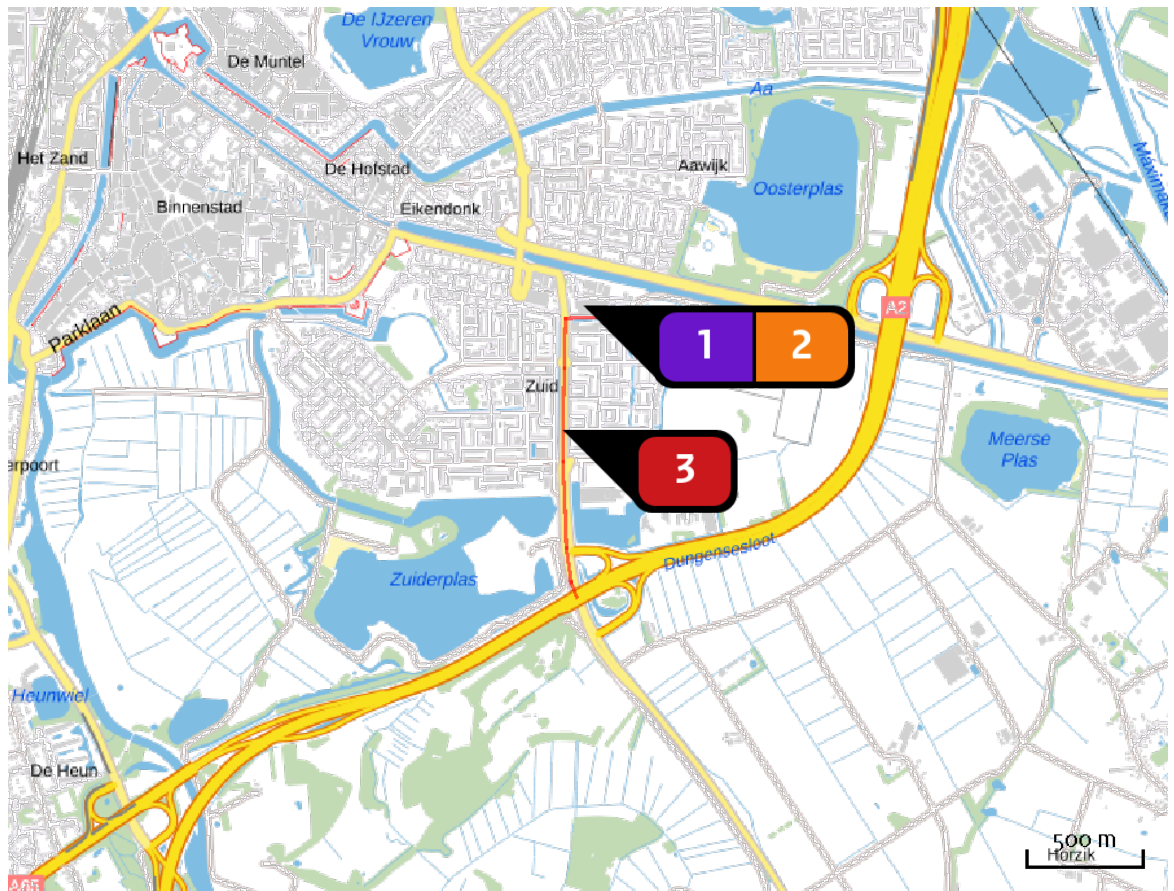 De IJzeren
Vrouw
De Muntel
Aa
Het Zand
De Hofstad
Aawijk
Oosterplas
Binnenstad
Eikendonk
Parklaan
A2
1
2
Zuid
Meerse
Plas
erpoort
3
Dungensesloot
Zuiderplas
Heunwiel
De Heun
500 m
Horzik